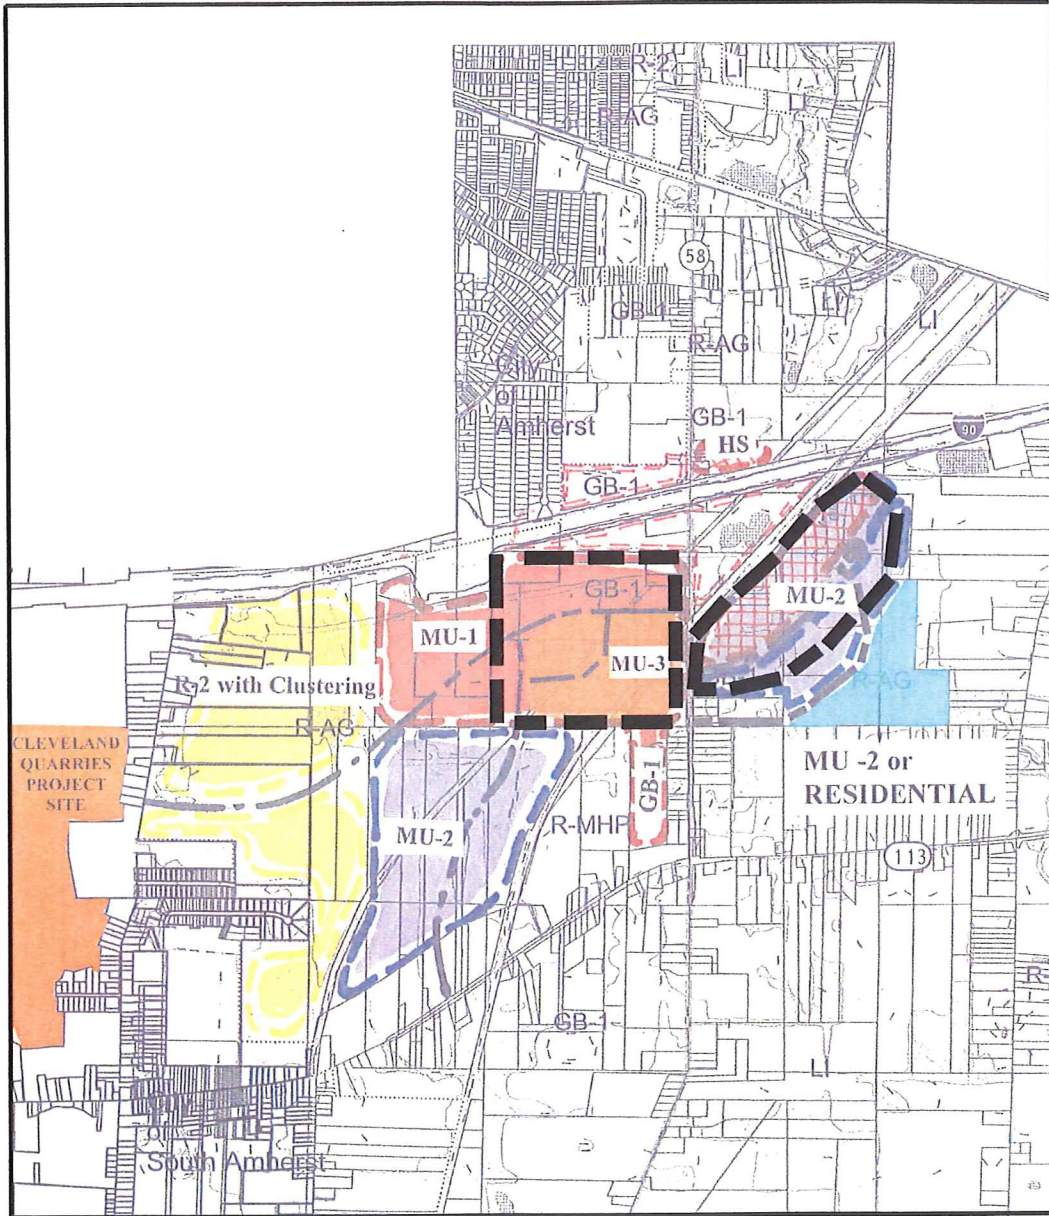 R-2
LI
R-AG
58
GB-1
LI
LI
R-AG
City
of
Amherst
GB-1
HS
90
GB-1
GB-1
MU-2
MU-1
MU-3
R-2 with Clustering
R-AG
R-AG
CLEVELAND
QUARRIES
PROJECT
SITE
MU -2 or
RESIDENTIAL
GB-1
MU-2
R-MHP
113
R-
GB-1
LI
of
South Amherst